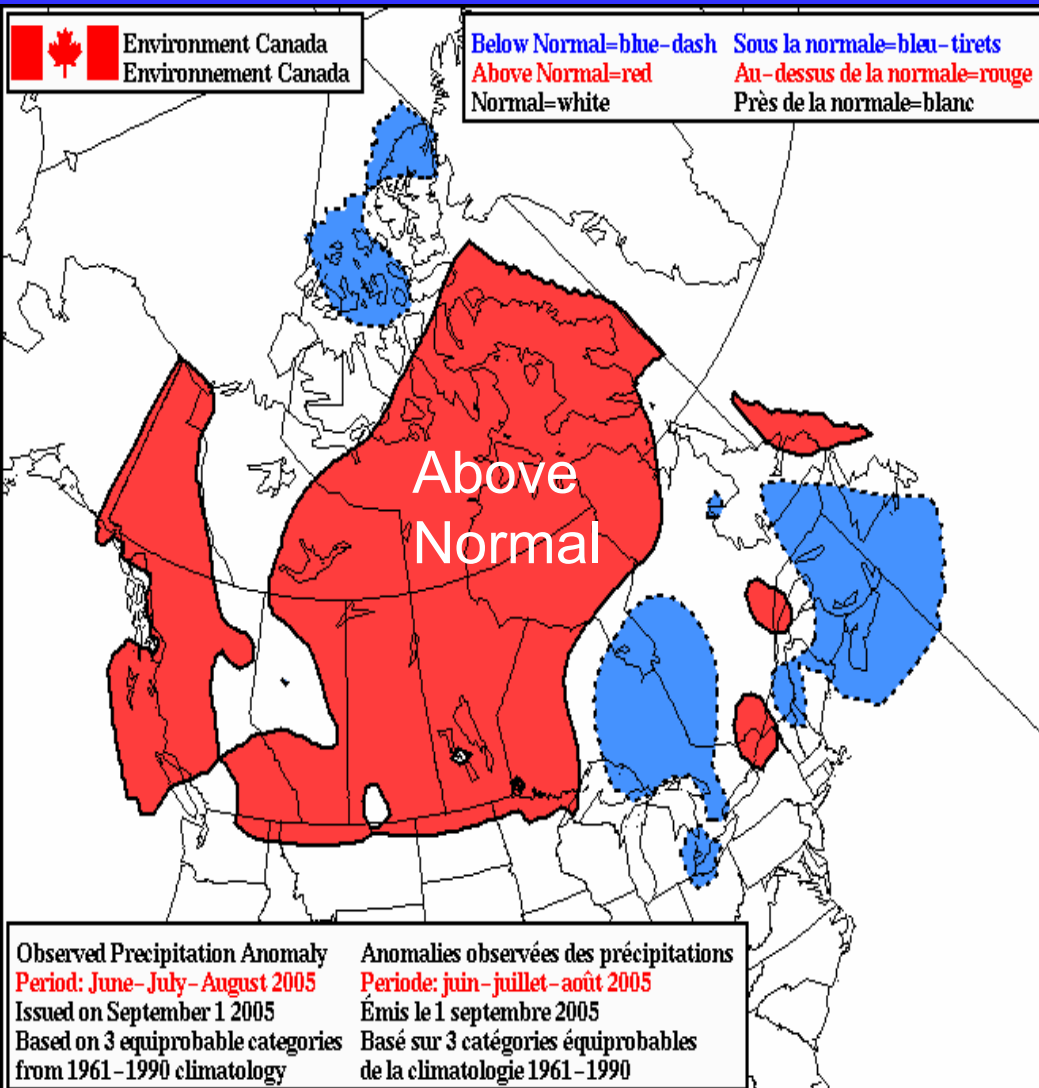 Environment Canada
Environnement Canada
Below Normal=blue-dash Sous la normale=bleu-tirets
Above Normal=red Au-dessus de la normale=rouge
Normal=white Près de la normale=blanc
Above
Normal
Observed Precipitation Anomaly
Period: June-July-August 2005
Issued on September 1 2005
Based on 3 equiprobable categories
from 1961-1990 climatology
Anomalies observées des précipitations
Periode: juin-juillet-août 2005
Émis le 1 septembre 2005
Basé sur 3 catégories équiprobables
de la climatologie 1961-1990